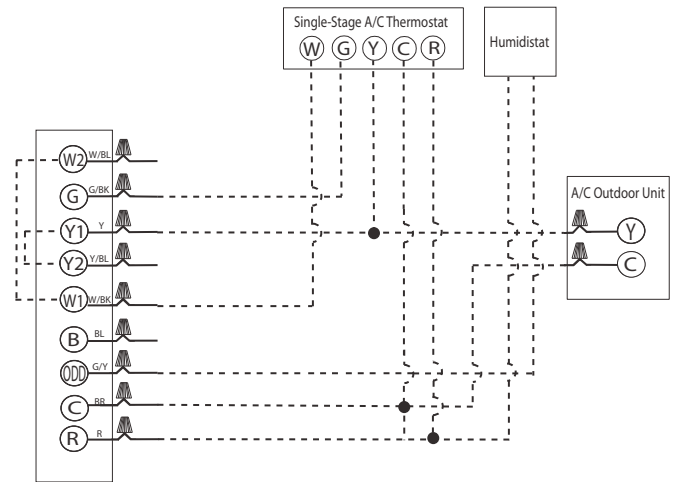 Single-Stage A/C Thermostat
W G Y C R
Humidistat
W2 W/BL
G G/BK
Y1 Y
Y2 Y/BL
W1 W/BK
B BL
ODD G/Y
C BR
R R
A/C Outdoor Unit
Y
C